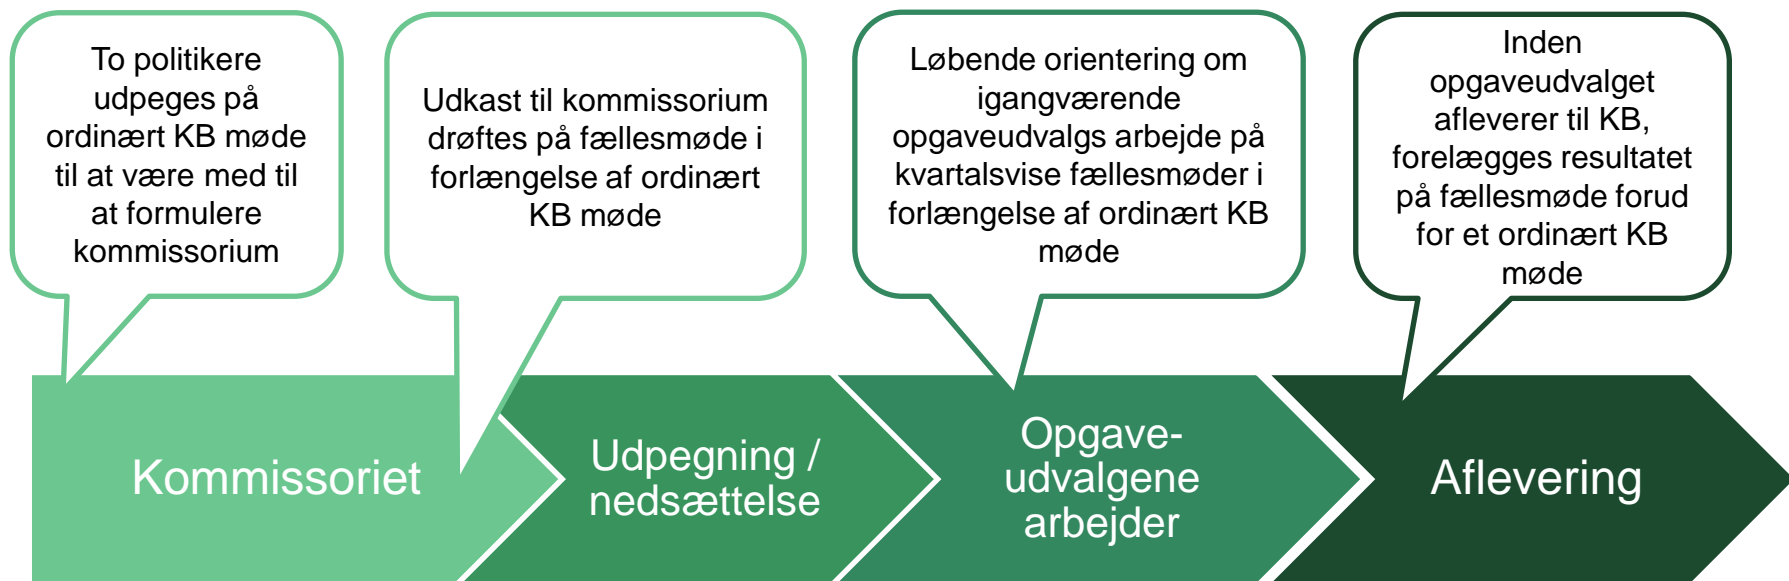 To politikere
udpeges på
ordinært KB møde
til at være med til
at formulere
kommissorium
Udkast til kommissorium
drøftes på fællesmøde i
forlængelse af ordinært
KB møde
Løbende orientering om
igangværende
opgaveudvalgs arbejde på
kvartalsvise fællesmøder i
forlængelse af ordinært KB
møde
Inden
opgaveudvalget
afleverer til KB,
forelægges resultatet
på fællesmøde forud
for et ordinært KB
møde
Kommissoriet
Udpegning /
nedsættelse
Opgave-
udvalgene
arbejder
Aflevering